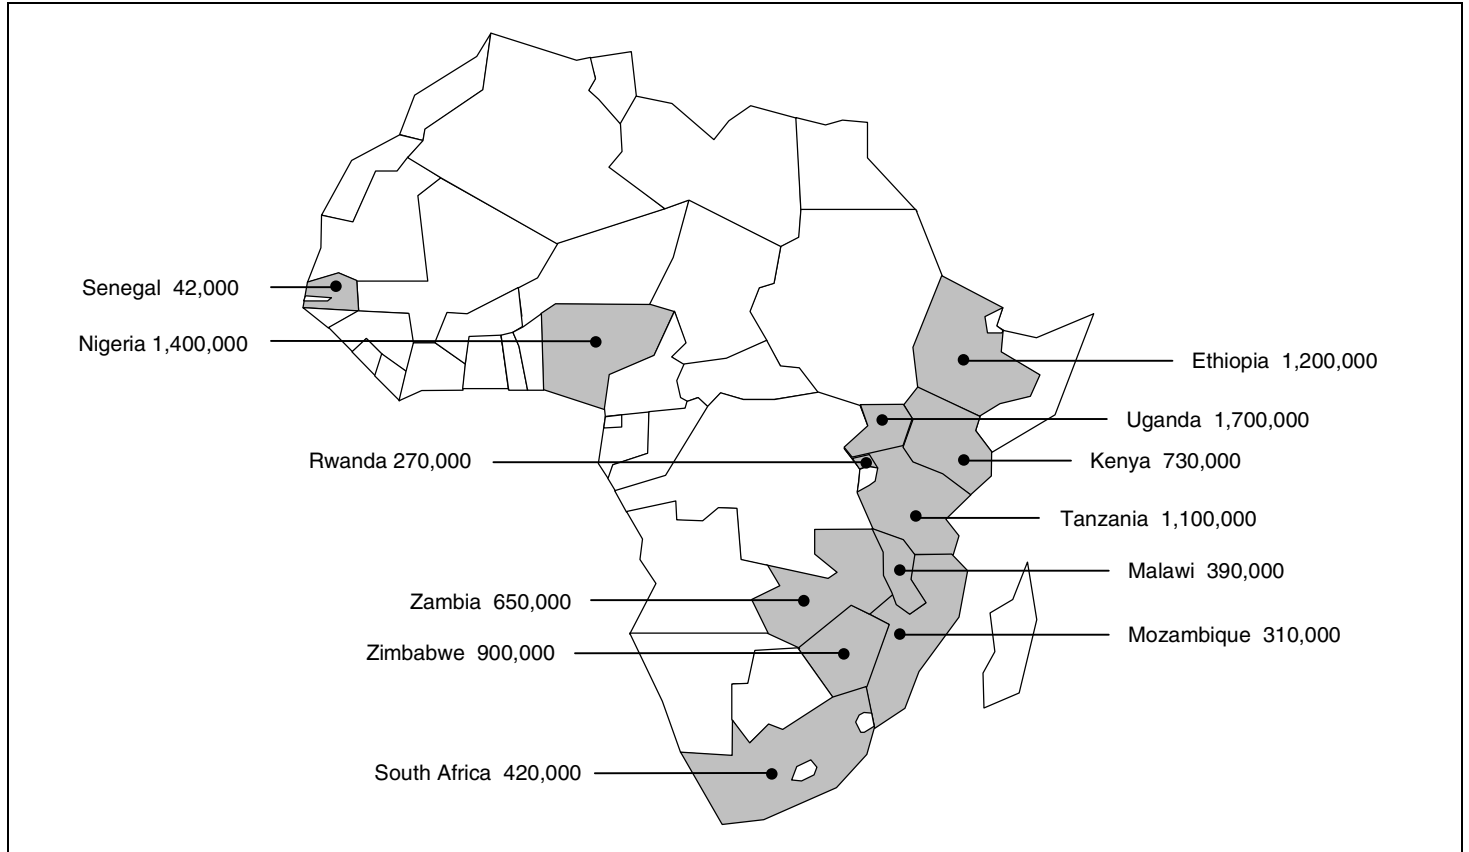 Senegal 42,000
Nigeria 1,400,000
Ethiopia 1,200,000
Uganda 1,700,000
Rwanda 270,000
Kenya 730,000
Tanzania 1,100,000
Malawi 390,000
Zambia 650,000
Mozambique 310,000
Zimbabwe 900,000
South Africa 420,000